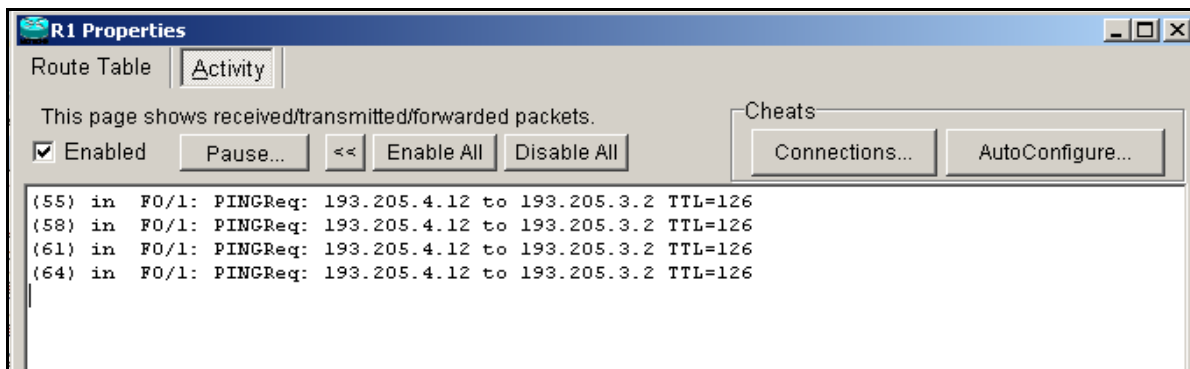 R1 Properties
Route Table Activity
This page shows received/transmitted/forwarded packets.
Cheats
Enabled Pause... << Enable All Disable All Connections... AutoConfigure...
(55) in F0/1: PINGReq: 193.205.4.12 to 193.205.3.2 TTL=126
(58) in F0/1: PINGReq: 193.205.4.12 to 193.205.3.2 TTL=126
(61) in F0/1: PINGReq: 193.205.4.12 to 193.205.3.2 TTL=126
(64) in F0/1: PINGReq: 193.205.4.12 to 193.205.3.2 TTL=126